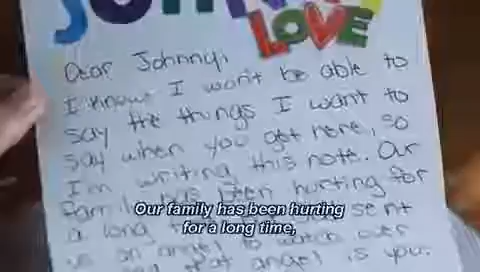 LOVE
Dear Johnny,
I know I won't be able to
say the things I want to
say when you get here, so
I'm writing this note. Our
family has been hurting for
a long sent
us an angel to watch over
that angel is you.
Our family has been hurting
for a long time,